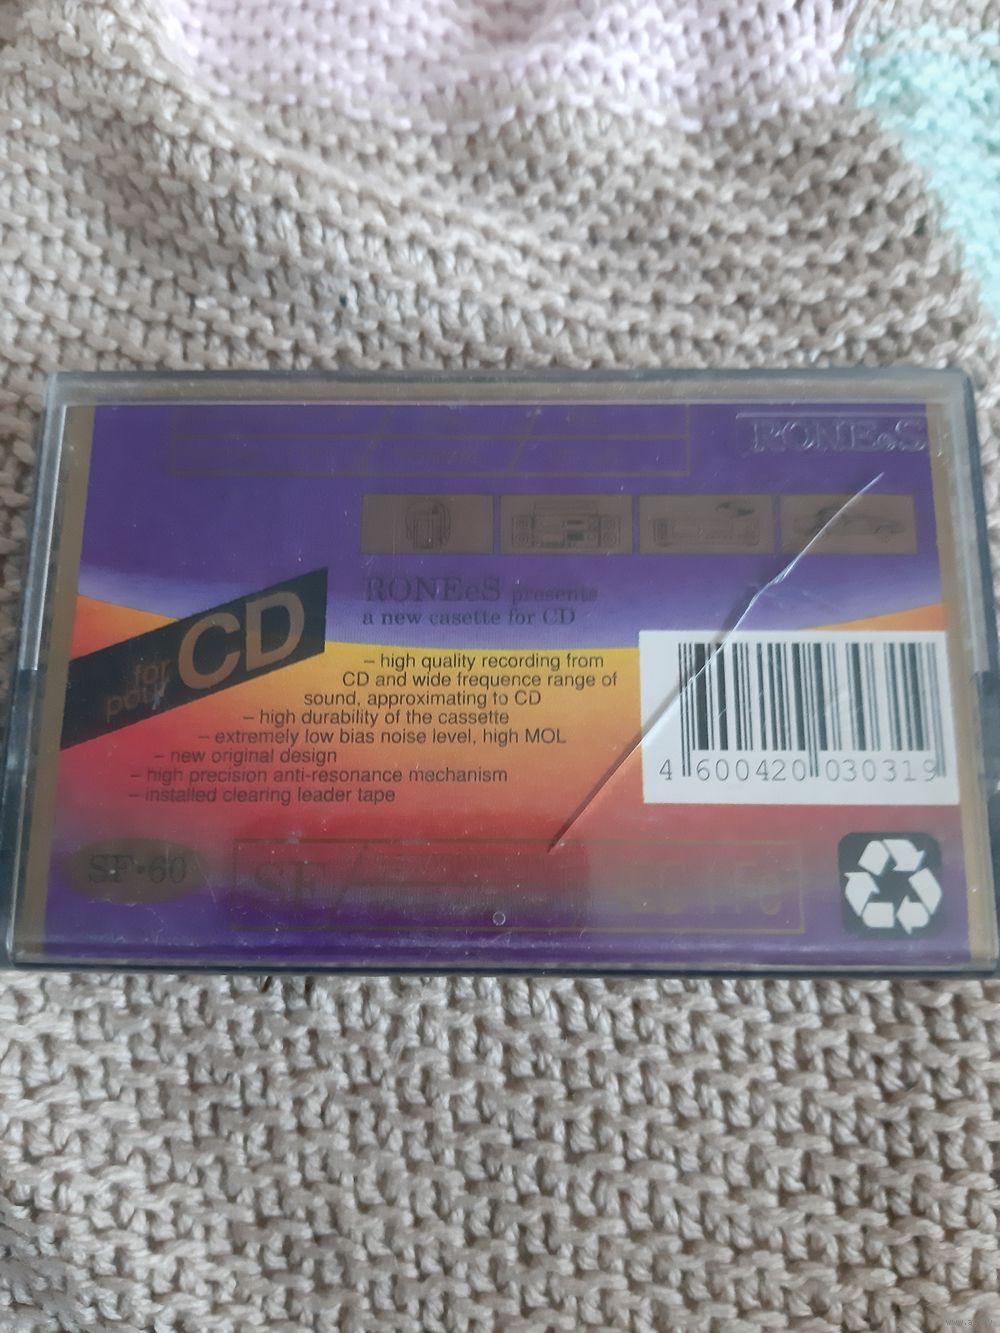 RONEeS
RONEeS presents
a new casette for CD
for
pour
CD
– high quality recording from
CD and wide frequence range of
sound, approximating to CD
– high durability of the cassette
– extremely low bias noise level, high MOL
– new original design
– high precision anti-resonance mechanism
– installed clearing leader tape
4 600420 030319
SF•60
SF